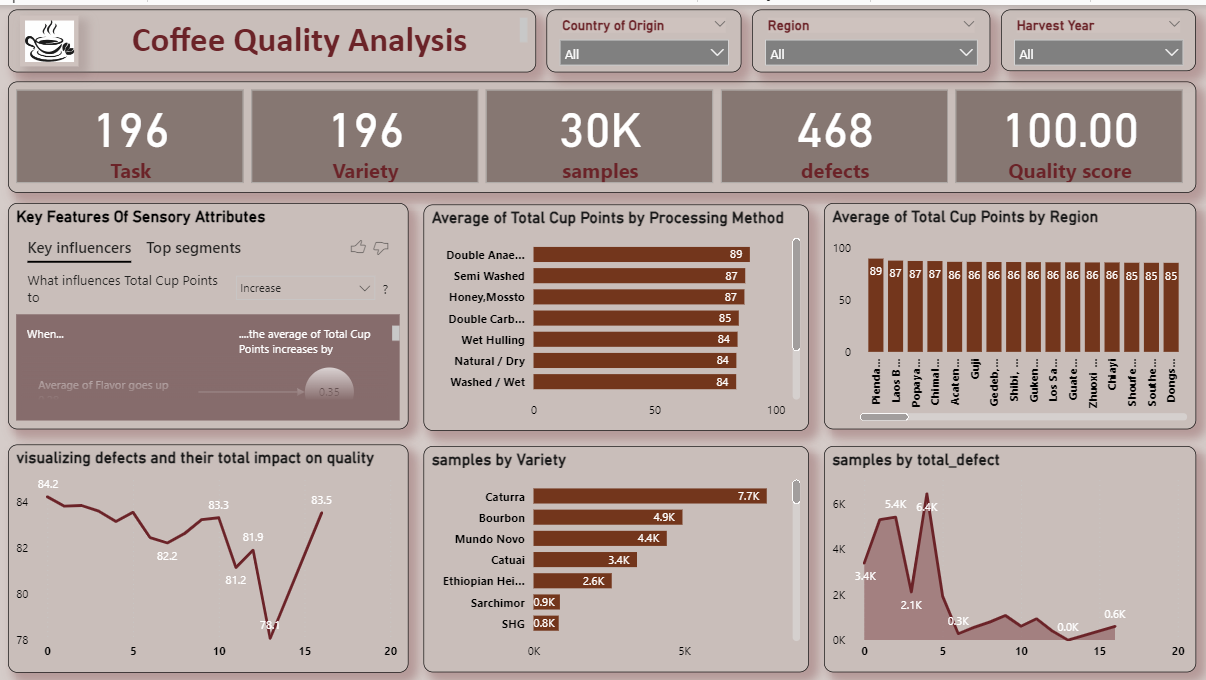 Coffee Quality Analysis
Country of Origin
All
Region
All
Harvest Year
All
196
Task
196
Variety
30K
samples
468
defects
100.00
Quality score
Key Features Of Sensory Attributes
Key influencers Top segments
What influences Total Cup Points
to
Increase
?
When...
....the average of Total Cup
Points increases by
Average of Flavor goes up
0.35
Average of Total Cup Points by Processing Method
Double Anae... 89
Semi Washed 87
Honey,Mossto 87
Double Carb... 85
Wet Hulling 84
Natural / Dry 84
Washed / Wet 84
0 50 100
Average of Total Cup Points by Region
100
50
0
89 87 87 87 86 86 86 86 86 86 86 86 86 85 85 85
Pienda...
Laos B...
Popaya...
Chimal...
Acaten...
Guji
Gedeb,...
Shibi, ...
Guken...
Los Sa...
Guate...
Zhuoxi ...
Chiayi
Shoufe...
Southe...
Dongs...
visualizing defects and their total impact on quality
84
82
80
78
84.2
82.2
83.3
81.2
81.9
78.1
83.5
0 5 10 15 20
samples by Variety
Caturra 7.7K
Bourbon 4.9K
Mundo Novo 4.4K
Catuai 3.4K
Ethiopian Hei... 2.6K
Sarchimor 0.9K
SHG 0.8K
0K 5K
samples by total_defect
6K
4K
2K
0K
3.4K
5.4K
2.1K
6.4K
0.3K
0.0K
0.6K
0 5 10 15 20